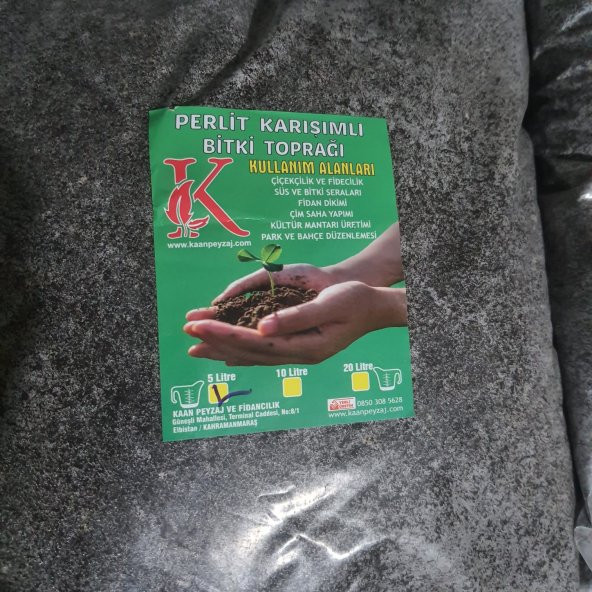 PERLİT KARIŞIMLI
BİTKİ TOPRAĞI
K
KULLANIM ALANLARI
ÇİÇEKÇİLİK VE FİDECİLİK
SÜS VE BİTKİ SERALARI
FİDAN DİKİMİ
ÇİM SAHA YAPIMI
KÜLTÜR MANTARI ÜRETİMİ
PARK VE BAHÇE DÜZENLEMESİ
www.kaanpeyzaj.com
5 Litre
10 Litre
20 Litre
KAAN PEYZAJ VE FİDANCILIK
Güneşli Mahallesi, Terminal Caddesi, No:6/1
Elbistan / KAHRAMANMARAŞ
YERLİ ÜRETİM
0850 308 5628
www.kaanpeyzaj.com